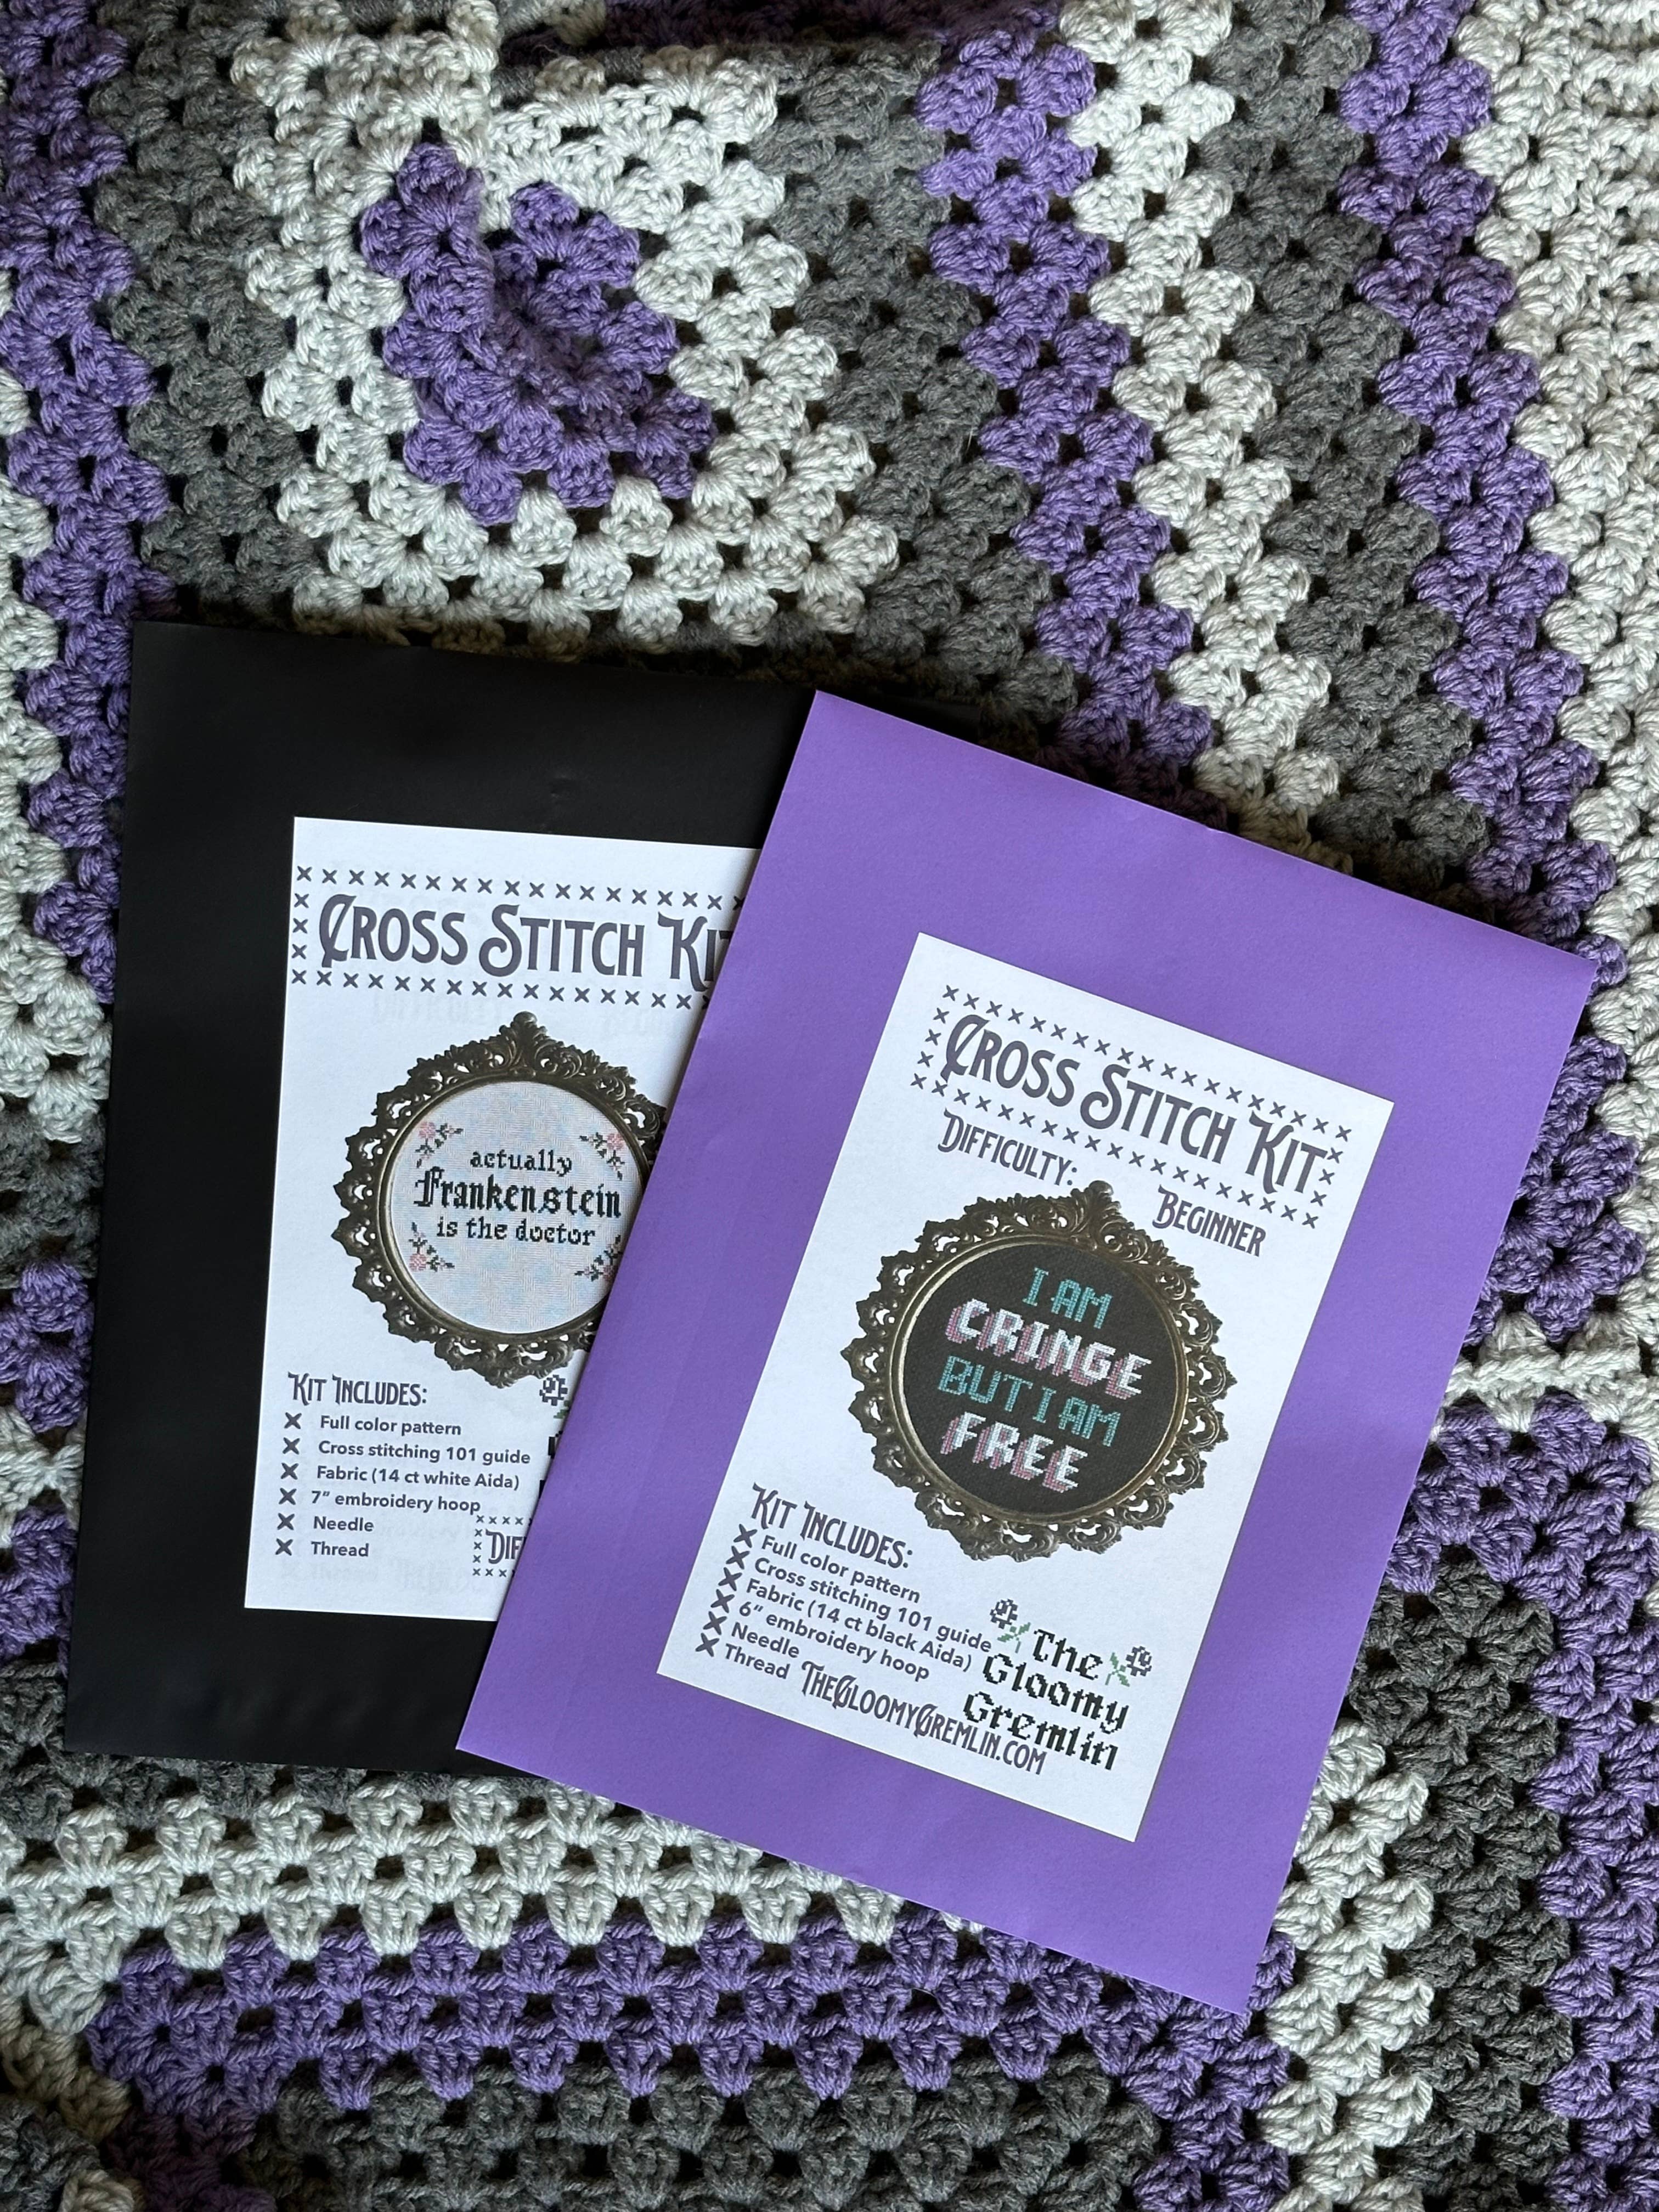 Cross Stitch
actually
Frankenstein
is the doctor
Kit Includes:
X Full color pattern
X Cross stitching 101 guide
X Fabric (14 ct white Aida)
X 7” embroidery hoop
X Needle
X Thread
Cross Stitch Kit
Difficulty:
Beginner
I AM
CRINGE
BUT I AM
FREE
Kit Includes:
X Full color pattern
X Cross stitching 101 guide
X Fabric (14 ct black Aida)
X 6” embroidery hoop
X Needle
X Thread
The
Gloomy
Gremlin
TheGloomyGremlin.com